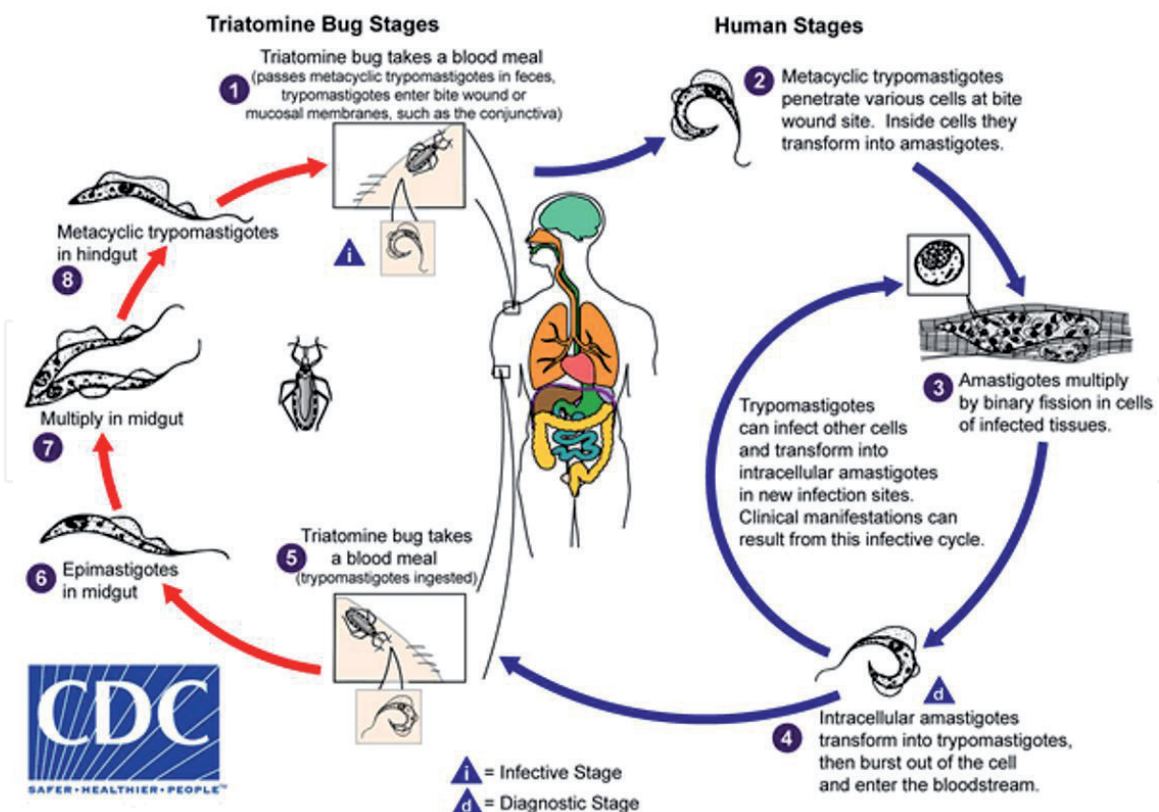 Triatomine Bug Stages
Human Stages
1
Triatomine bug takes a blood meal
(passes metacyclic trypomastigotes in feces,
trypomastigotes enter bite wound or
mucosal membranes, such as the conjunctiva)
i
2
Metacyclic trypomastigotes
penetrate various cells at bite
wound site. Inside cells they
transform into amastigotes.
3
Amastigotes multiply
by binary fission in cells
of infected tissues.
Trypomastigotes
can infect other cells
and transform into
intracellular amastigotes
in new infection sites.
Clinical manifestations can
result from this infective cycle.
d
4
Intracellular amastigotes
transform into trypomastigotes,
then burst out of the cell
and enter the bloodstream.
5
Triatomine bug takes
a blood meal
(trypomastigotes ingested)
6
Epimastigotes
in midgut
Multiply in midgut
7
Metacyclic trypomastigotes
in hindgut
8
CDC
SAFER•HEALTHIER•PEOPLE™
i = Infective Stage
d = Diagnostic Stage